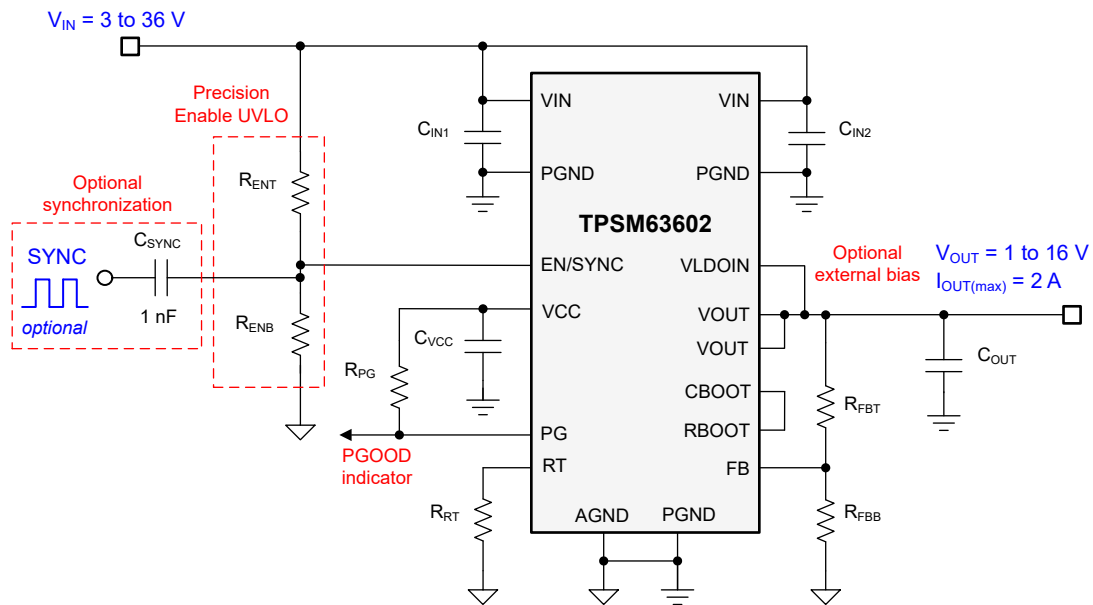 VIN = 3 to 36 V
Precision
Enable UVLO
Optional
synchronization
SYNC
optional
CSYNC
1 nF
RENT
RENB
CIN1
CIN2
VIN
PGND
VIN
PGND
TPSM63602
EN/SYNC
VLDOIN
Optional
external bias
VOUT = 1 to 16 V
IOUT(max) = 2 A
VCC
CVCC
RPG
VOUT
VOUT
COUT
CBOOT
RBOOT
RFBT
PG
PGOOD
indicator
RT
RRT
FB
RFBB
AGND
PGND